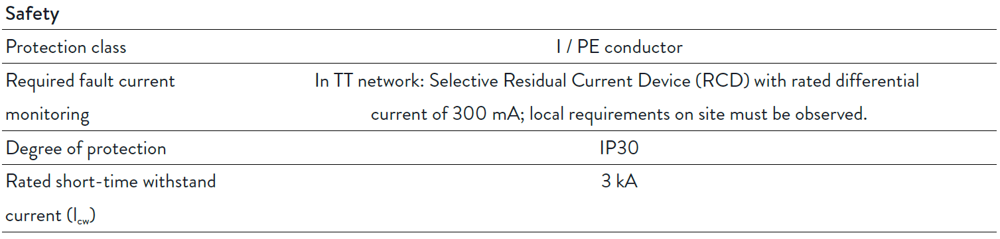 Safety
Protection class I / PE conductor
Required fault current In TT network: Selective Residual Current Device (RCD) with rated differential
monitoring current of 300 mA; local requirements on site must be observed.
Degree of protection IP30
Rated short-time withstand 3 kA
current (Icw)